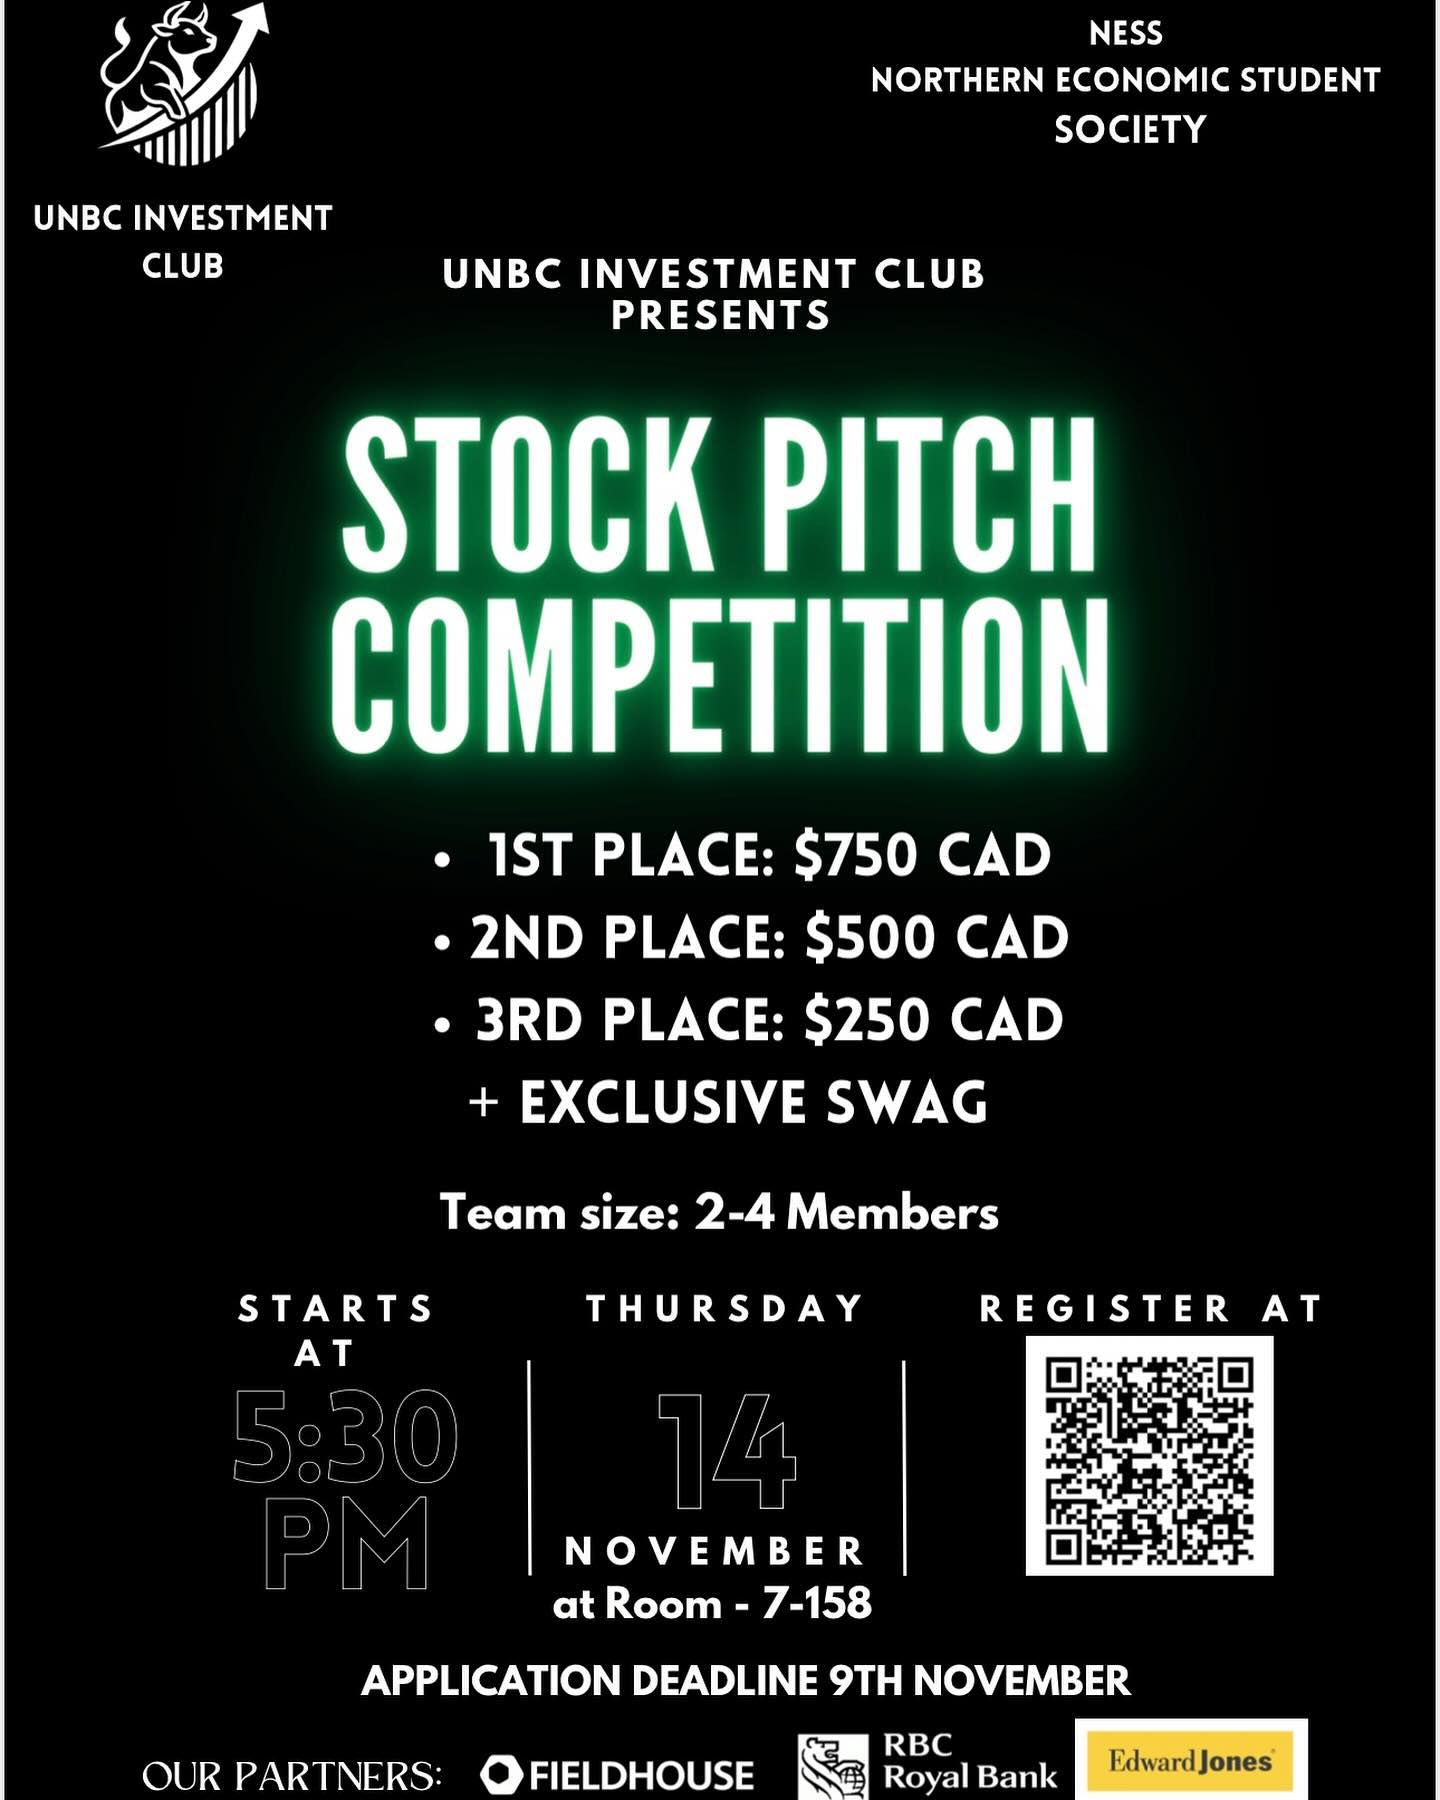 NESS
NORTHERN ECONOMIC STUDENT
SOCIETY
UNBC INVESTMENT
CLUB
UNBC INVESTMENT CLUB
PRESENTS
STOCK PITCH
COMPETITION
• 1ST PLACE: $750 CAD
• 2ND PLACE: $500 CAD
• 3RD PLACE: $250 CAD
+ EXCLUSIVE SWAG
Team size: 2-4 Members
STARTS
AT
5:30
PM
THURSDAY
14
NOVEMBER
at Room - 7-158
REGISTER AT
APPLICATION DEADLINE 9TH NOVEMBER
OUR PARTNERS:
FIELDHOUSE
RBC
Royal Bank
Edward Jones